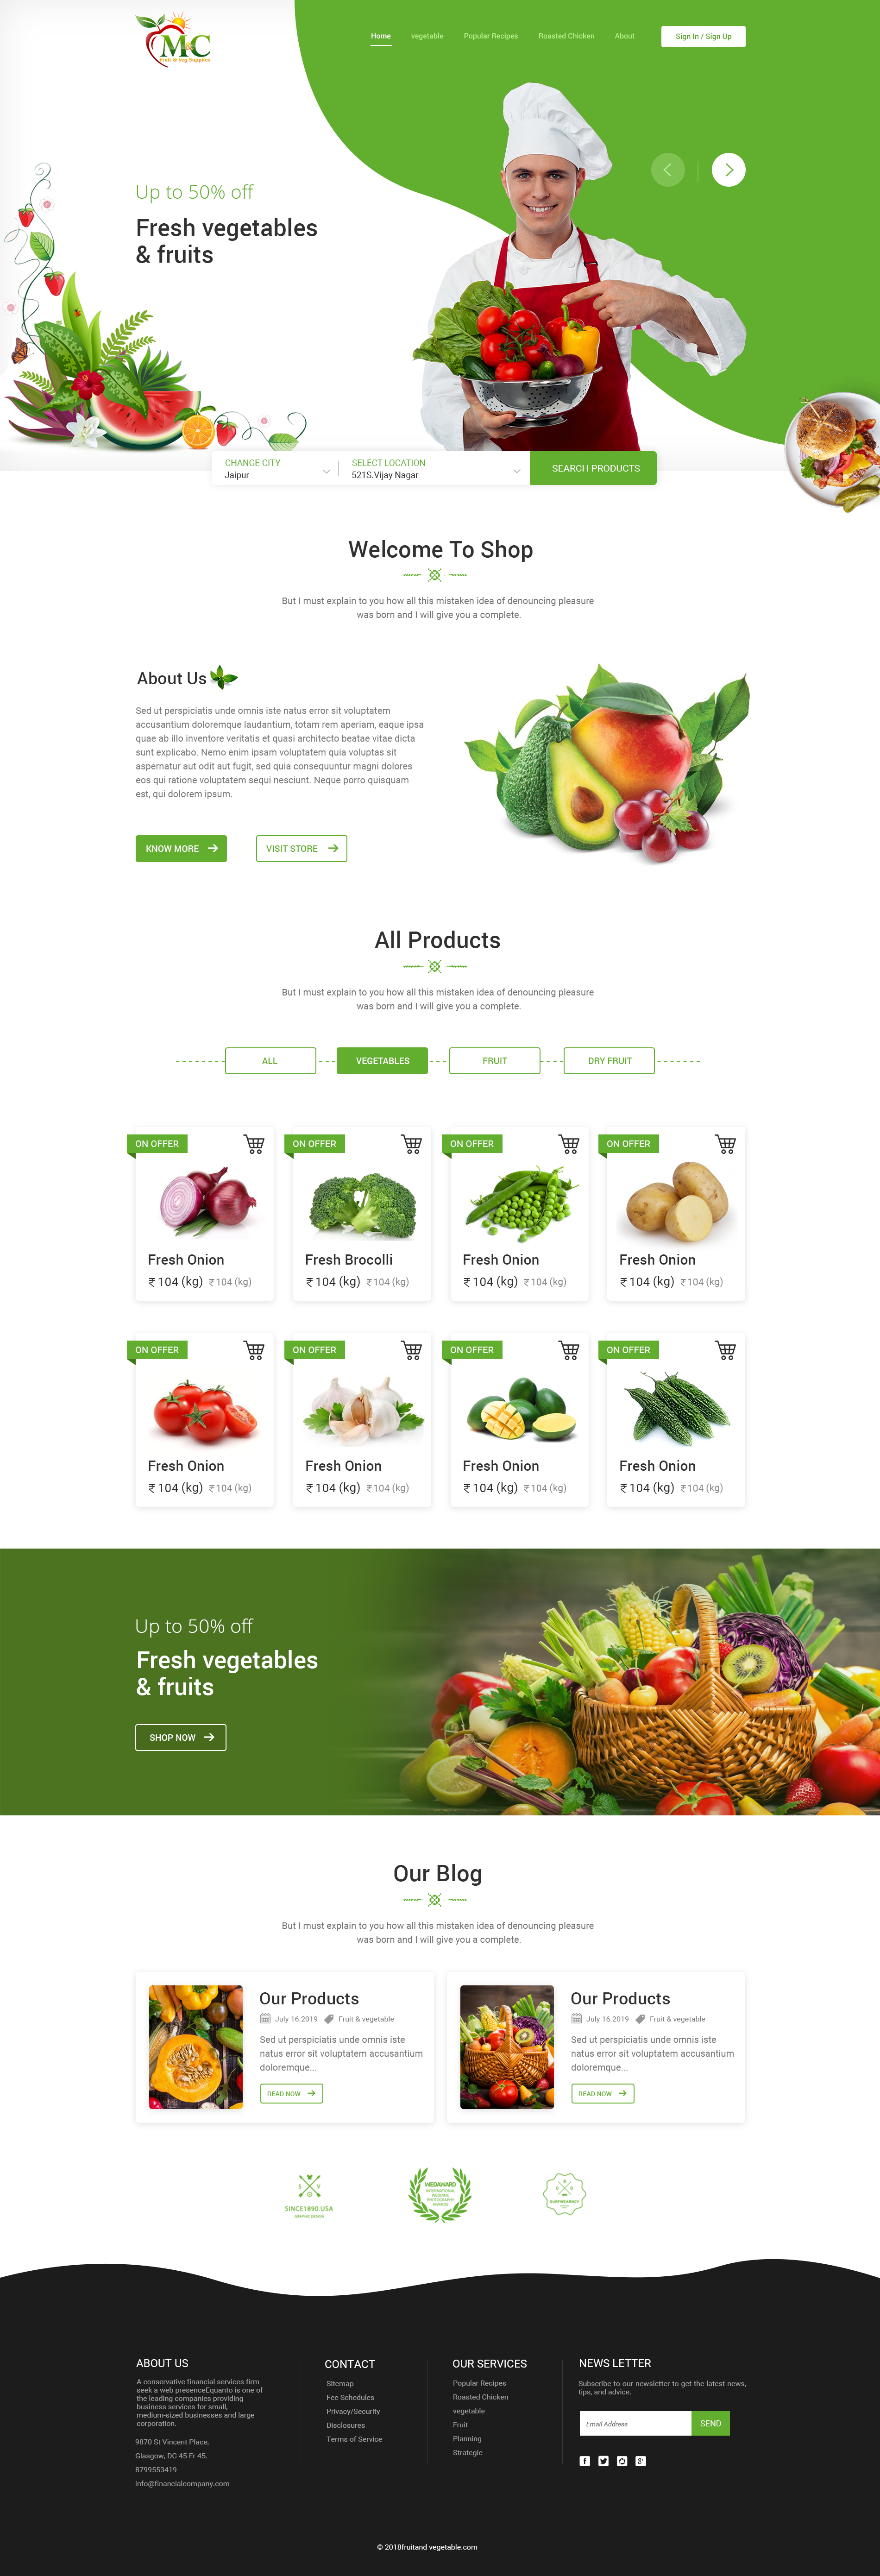 MC
Fruit & Veg Supplies
Home
vegetable
Popular Recipes
Roasted Chicken
About
Sign In / Sign Up
Up to 50% off
Fresh vegetables
& fruits
CHANGE CITY
Jaipur
SELECT LOCATION
521S.Vijay Nagar
SEARCH PRODUCTS
Welcome To Shop
But I must explain to you how all this mistaken idea of denouncing pleasure
was born and I will give you a complete.
About Us
Sed ut perspiciatis unde omnis iste natus error sit voluptatem
accusantium doloremque laudantium, totam rem aperiam, eaque ipsa
quae ab illo inventore veritatis et quasi architecto beatae vitae dicta
sunt explicabo. Nemo enim ipsam voluptatem quia voluptas sit
aspernatur aut odit aut fugit, sed quia consequuntur magni dolores
eos qui ratione voluptatem sequi nesciunt. Neque porro quisquam
est, qui dolorem ipsum.
KNOW MORE
VISIT STORE
All Products
But I must explain to you how all this mistaken idea of denouncing pleasure
was born and I will give you a complete.
ALL
VEGETABLES
FRUIT
DRY FRUIT
ON OFFER
Fresh Onion
₹ 104 (kg) ₹ 104 (kg)
ON OFFER
Fresh Brocolli
₹ 104 (kg) ₹ 104 (kg)
ON OFFER
Fresh Onion
₹ 104 (kg) ₹ 104 (kg)
ON OFFER
Fresh Onion
₹ 104 (kg) ₹ 104 (kg)
ON OFFER
Fresh Onion
₹ 104 (kg) ₹ 104 (kg)
ON OFFER
Fresh Onion
₹ 104 (kg) ₹ 104 (kg)
ON OFFER
Fresh Onion
₹ 104 (kg) ₹ 104 (kg)
ON OFFER
Fresh Onion
₹ 104 (kg) ₹ 104 (kg)
Up to 50% off
Fresh vegetables
& fruits
SHOP NOW
Our Blog
But I must explain to you how all this mistaken idea of denouncing pleasure
was born and I will give you a complete.
Our Products
July 16.2019 Fruit & vegetable
Sed ut perspiciatis unde omnis iste
natus error sit voluptatem accusantium
doloremque...
READ NOW
Our Products
July 16.2019 Fruit & vegetable
Sed ut perspiciatis unde omnis iste
natus error sit voluptatem accusantium
doloremque...
READ NOW
S V
SINCE1890.USA
GRAPHIC DESIGN
WEDAWARD
INTERNATIONAL
WEDDING
PHOTOGRAPHY
AWARDS
ABOUT US
A conservative financial services firm
seek a web presenceEquanto is one of
the leading companies providing
business services for small,
medium-sized businesses and large
corporation.
9870 St Vincent Place,
Glasgow, DC 45 Fr 45.
8799553419
info@financialcompany.com
CONTACT
Sitemap
Fee Schedules
Privacy/Security
Disclosures
Terms of Service
OUR SERVICES
Popular Recipes
Roasted Chicken
vegetable
Fruit
Planning
Strategic
NEWS LETTER
Subscribe to our newsletter to get the latest news,
tips, and advice.
Email Address
SEND
© 2018fruitand vegetable.com